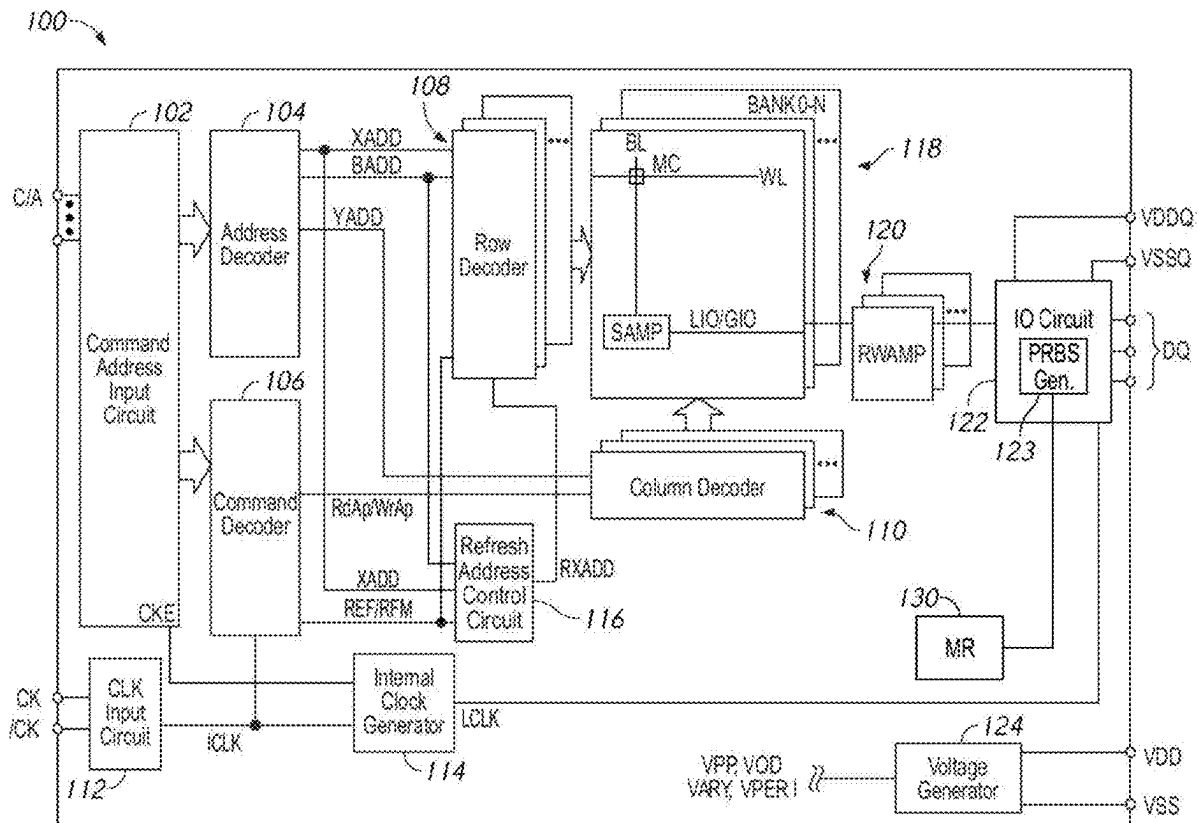 100
102
104
108
BANK 0-N
118
XADD
BADD
YADD
BL
MC
WL
C/A
Address
Decoder
Row
Decoder
120
VDDQ
VSSQ
Command
Address
Input
Circuit
SAMP
LIO/GIO
RWAMP
IO Circuit
PRBS
Gen.
DQ
106
122
123
Command
Decoder
RdAp/WrAp
Column Decoder
110
XADD
REF/RFM
Refresh
Address
Control
Circuit
RXADD
116
130
MR
CKE
CK
/CK
CLK
Input
Circuit
ICLK
Internal
Clock
Generator
LCLK
112
114
124
VPP, VOD
VARY, VPERI
Voltage
Generator
VDD
VSS